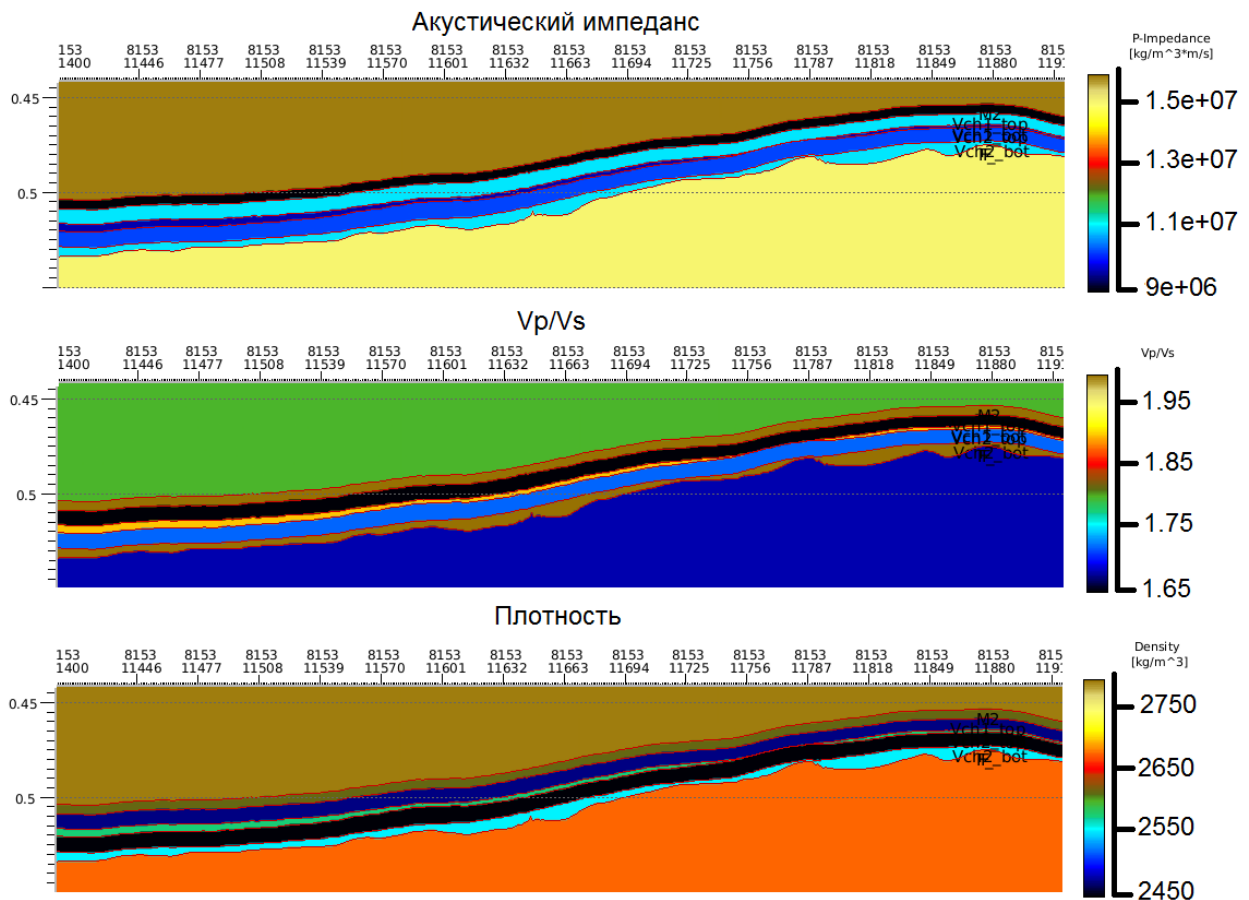 Акустический импеданс
153 8153 8153 8153 8153 8153 8153 8153 8153 8153 8153 8153 8153 8153 8153 8153 815
1400 11446 11477 11508 11539 11570 11601 11632 11663 11694 11725 11756 11787 11818 11849 11880 1191
0.45
0.5
M2
Vch1_top
Vch2_bot
P-Impedance
[kg/m^3*m/s]
1.5e+07
1.3e+07
1.1e+07
9e+06
Vp/Vs
153 8153 8153 8153 8153 8153 8153 8153 8153 8153 8153 8153 8153 8153 8153 8153 815
1400 11446 11477 11508 11539 11570 11601 11632 11663 11694 11725 11756 11787 11818 11849 11880 1191
0.45
0.5
M2
Vch1_top
Vch2_bot
Vp/Vs
1.95
1.85
1.75
1.65
Плотность
153 8153 8153 8153 8153 8153 8153 8153 8153 8153 8153 8153 8153 8153 8153 8153 815
1400 11446 11477 11508 11539 11570 11601 11632 11663 11694 11725 11756 11787 11818 11849 11880 1191
0.45
0.5
M2
Vch1_top
Vch2_bot
Density
[kg/m^3]
2750
2650
2550
2450